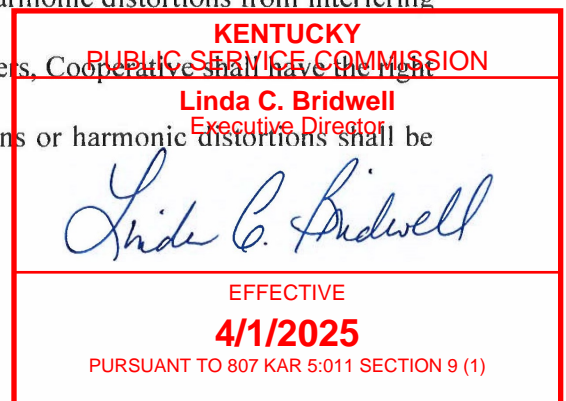 harmonic distortions from interfering
KENTUCKY
PUBLIC SERVICE COMMISSION
ers, Cooperative shall have the right
Linda C. Bridwell
Executive Director
ns or harmonic distortions shall be
Linda C. Bridwell
EFFECTIVE
4/1/2025
PURSUANT TO 807 KAR 5:011 SECTION 9 (1)